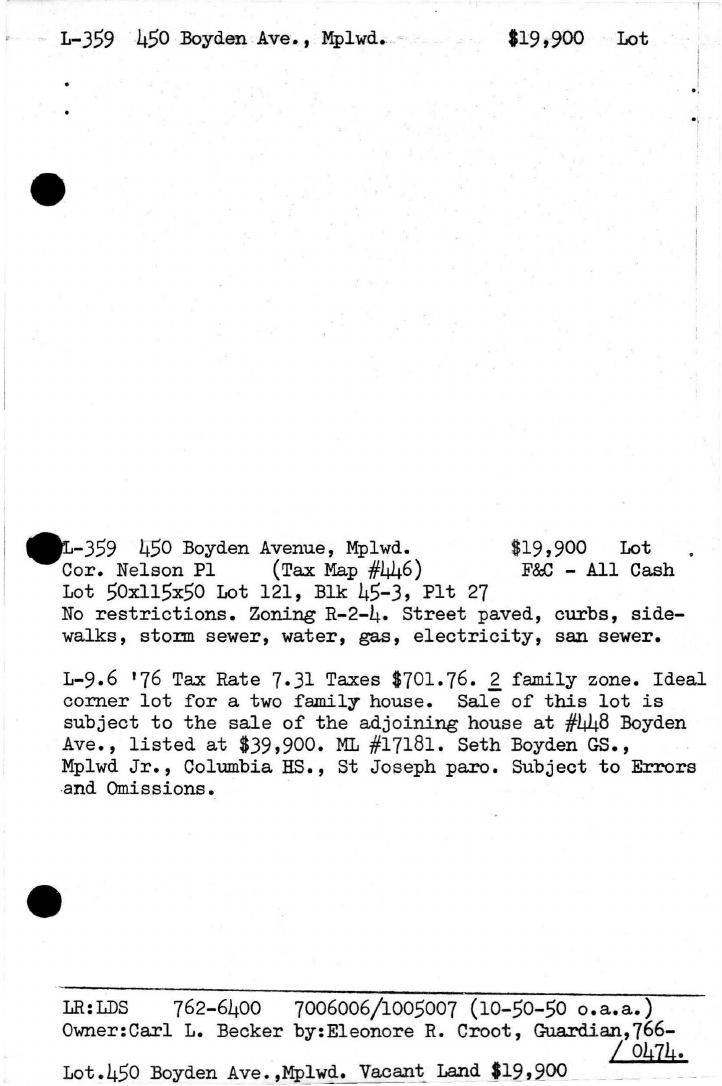 L-359 450 Boyden Ave., Mplwd. $19,900 Lot
L-359 450 Boyden Avenue, Mplwd. $19,900 Lot
Cor. Nelson Pl (Tax Map #446) F&C - All Cash
Lot 50x115x50 Lot 121, Blk 45-3, Plt 27
No restrictions. Zoning R-2-4. Street paved, curbs, side-
walks, storm sewer, water, gas, electricity, san sewer.
L-9.6 '76 Tax Rate 7.31 Taxes $701.76. 2 family zone. Ideal
corner lot for a two family house. Sale of this lot is
subject to the sale of the adjoining house at #448 Boyden
Ave., listed at $39,900. ML #17181. Seth Boyden GS.,
Mplwd Jr., Columbia HS., St Joseph paro. Subject to Errors
and Omissions.
LR:LDS 762-6400 7006006/1005007 (10-50-50 o.a.a.)
Owner:Carl L. Becker by:Eleonore R. Croot, Guardian,766-
/ 0474.
Lot.450 Boyden Ave.,Mplwd. Vacant Land $19,900